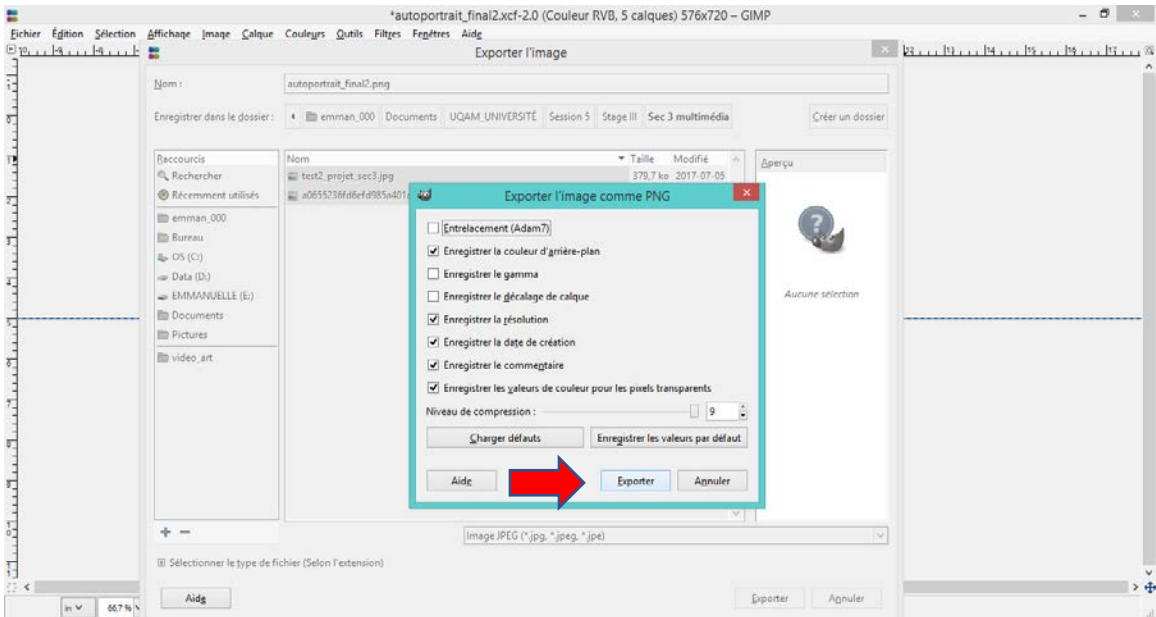 *autoportrait_final2.xcf-2.0 (Couleur RVB, 5 calques) 576x720 – GIMP
Fichier Édition Sélection Affichage Image Calque Couleurs Outils Filtres Fenêtres Aide
Exporter l'image
Nom :
autoportrait_final2.png
Enregistrer dans le dossier :
emman_000 Documents UQAM_UNIVERSITÉ Session 5 Stage III Sec 3 multimédia
Créer un dossier
Raccourcis
Rechercher
Récemment utilisés
emman_000
Bureau
OS (C:)
Data (D:)
EMMANUELLE (E:)
Documents
Pictures
video_art
Nom Taille Modifié
test2_projet_sec3.jpg 379,7 ko 2017-07-05
Aperçu
Aucune sélection
Exporter l'image comme PNG
Entrelacement (Adam7)
Enregistrer la couleur d'arrière-plan
Enregistrer le gamma
Enregistrer le décalage de calque
Enregistrer la résolution
Enregistrer la date de création
Enregistrer le commentaire
Enregistrer les valeurs de couleur pour les pixels transparents
Niveau de compression : 9
Charger défauts Enregistrer les valeurs par défaut
Aide Exporter Annuler
Image JPEG (*.jpg, *.jpeg, *.jpe)
Sélectionner le type de fichier (Selon l'extension)
Aide Exporter Annuler
in 66,7 %